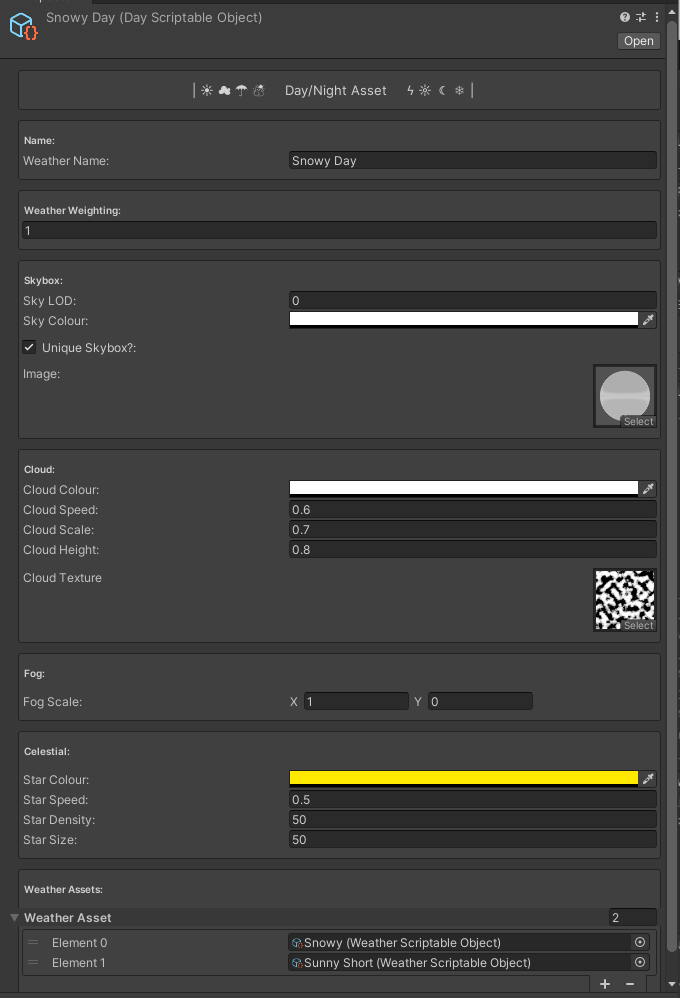 Snowy Day (Day Scriptable Object)
Open
Day/Night Asset
Name:
Weather Name: Snowy Day
Weather Weighting:
1
Skybox:
Sky LOD: 0
Sky Colour:
Unique Skybox?:
Image:
Select
Cloud:
Cloud Colour:
Cloud Speed: 0.6
Cloud Scale: 0.7
Cloud Height: 0.8
Cloud Texture
Select
Fog:
Fog Scale: X 1 Y 0
Celestial:
Star Colour:
Star Speed: 0.5
Star Density: 50
Star Size: 50
Weather Assets:
Weather Asset 2
Element 0 Snowy (Weather Scriptable Object)
Element 1 Sunny Short (Weather Scriptable Object)